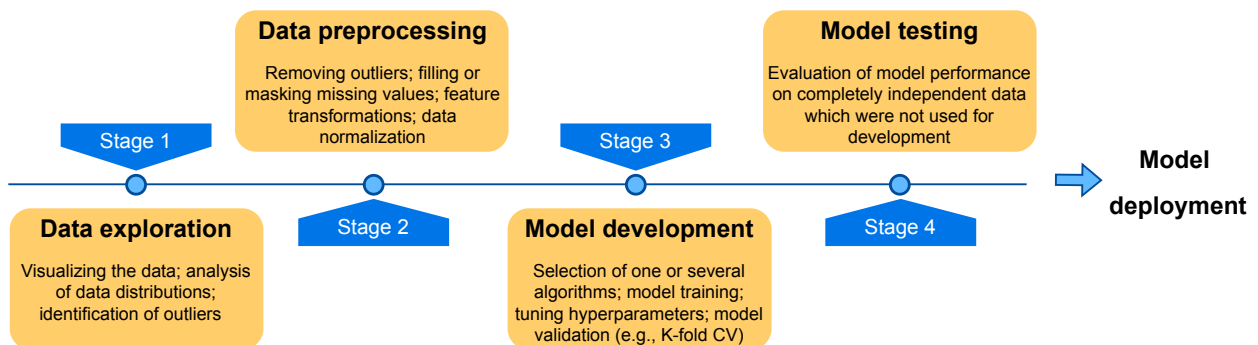 Data preprocessing
Removing outliers; filling or
masking missing values; feature
transformations; data
normalization
Model testing
Evaluation of model performance
on completely independent data
which were not used for
development
Stage 1
Stage 3
Model
deployment
Data exploration
Visualizing the data; analysis
of data distributions;
identification of outliers
Stage 2
Model development
Selection of one or several
algorithms; model training;
tuning hyperparameters; model
validation (e.g., K-fold CV)
Stage 4